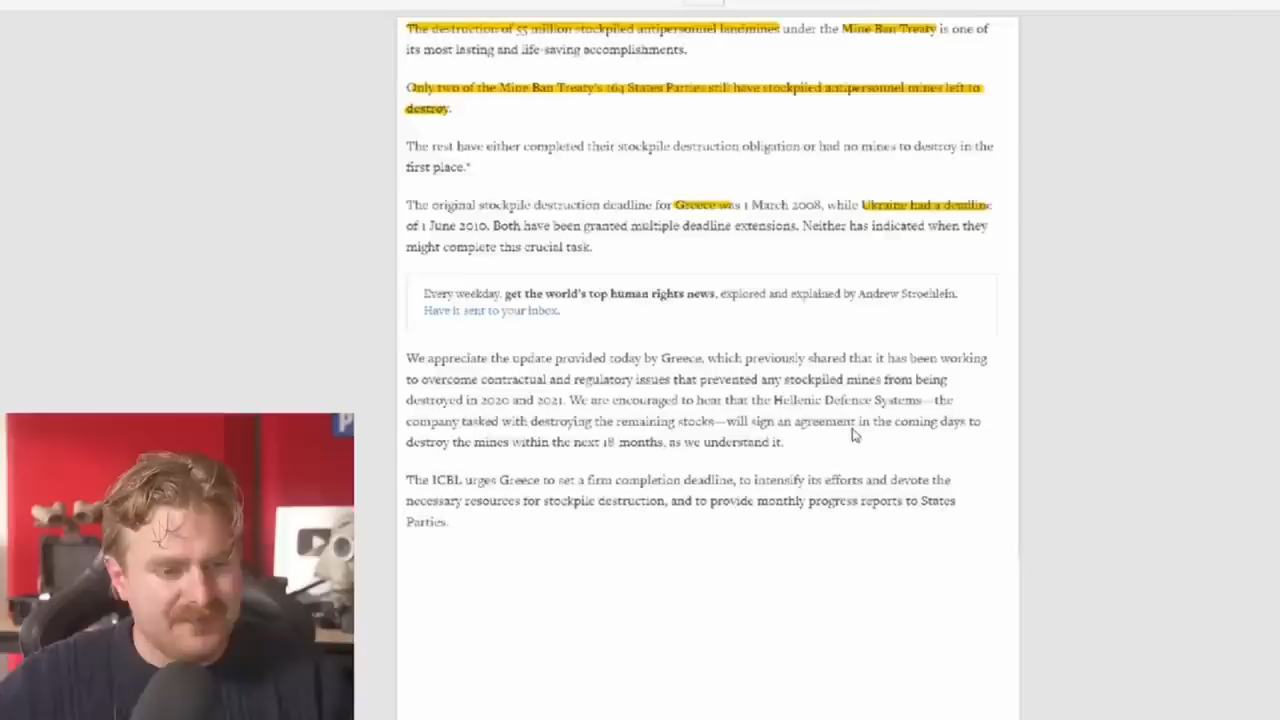 The destruction of 55 million stockpiled antipersonnel landmines under the Mine Ban Treaty is one of
its most lasting and life-saving accomplishments.
Only two of the Mine Ban Treaty's 164 States Parties still have stockpiled antipersonnel mines left to
destroy.
The rest have either completed their stockpile destruction obligation or had no mines to destroy in the
first place.*
The original stockpile destruction deadline for Greece was 1 March 2008, while Ukraine had a deadline
of 1 June 2010. Both have been granted multiple deadline extensions. Neither has indicated when they
might complete this crucial task.
Every weekday, get the world's top human rights news, explored and explained by Andrew Stroehlein.
Have it sent to your inbox.
We appreciate the update provided today by Greece, which previously shared that it has been working
to overcome contractual and regulatory issues that prevented any stockpiled mines from being
destroyed in 2020 and 2021. We are encouraged to hear that the Hellenic Defence Systems—the
company tasked with destroying the remaining stocks—will sign an agreement in the coming days to
destroy the mines within the next 18 months, as we understand it.
The ICBL urges Greece to set a firm completion deadline, to intensify its efforts and devote the
necessary resources for stockpile destruction, and to provide monthly progress reports to States
Parties.
P